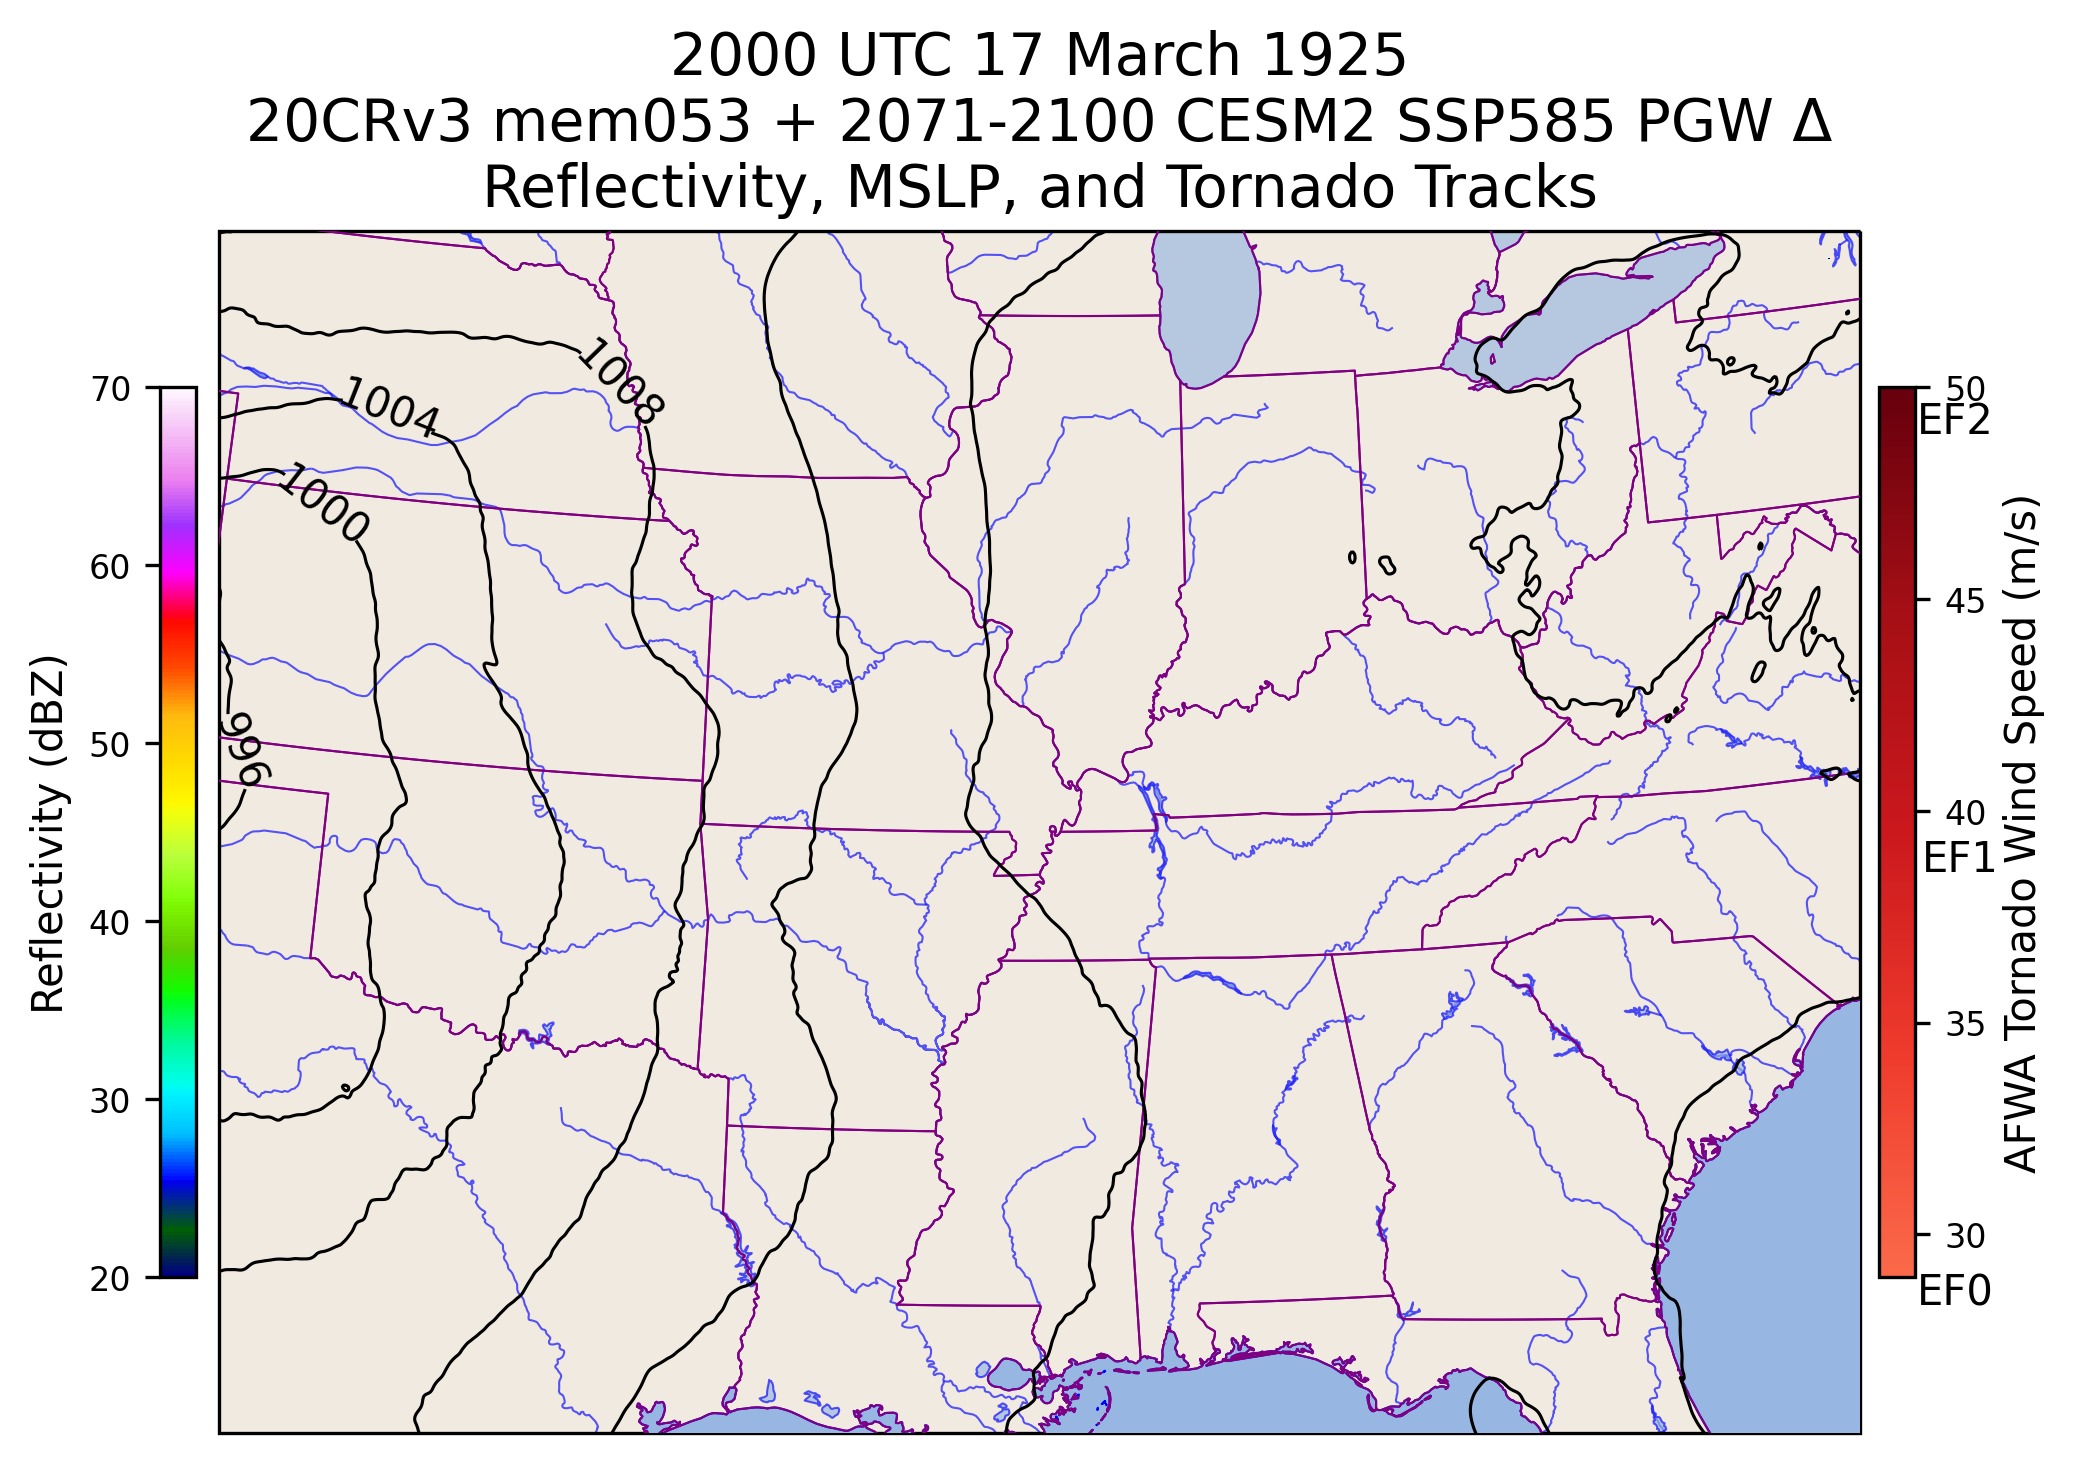 2000 UTC 17 March 1925
20CRv3 mem053 + 2071-2100 CESM2 SSP585 PGW Δ
Reflectivity, MSLP, and Tornado Tracks
Reflectivity (dBZ)
70
60
50
40
30
20
1008
1004
1000
996
50
EF2
45
40
EF1
35
30
EF0
AFWA Tornado Wind Speed (m/s)